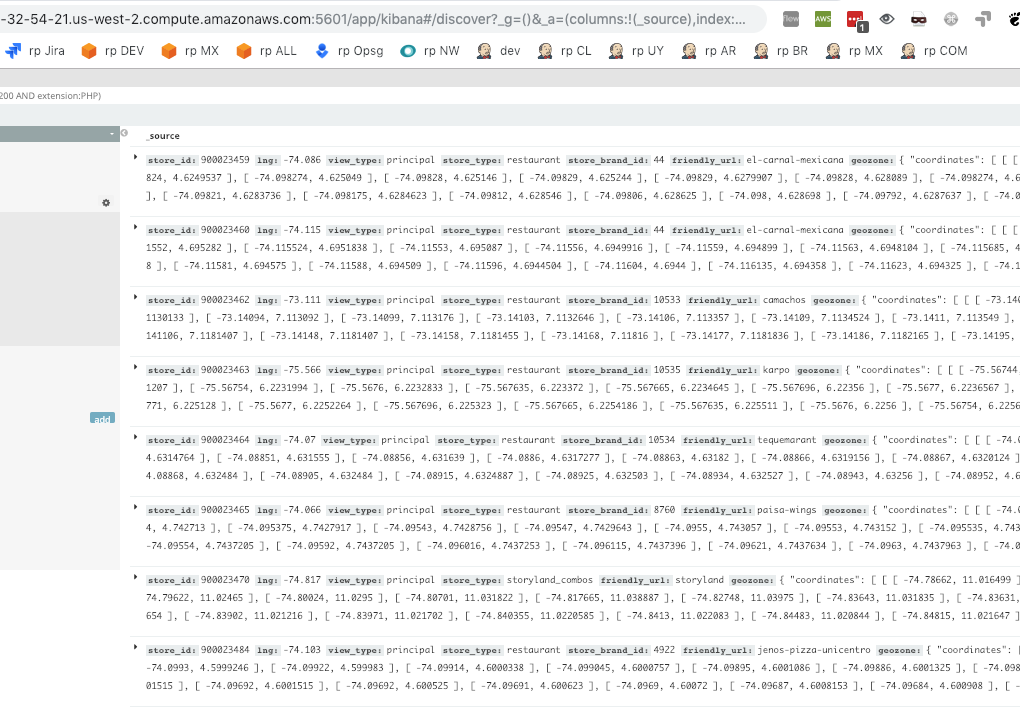 -32-54-21.us-west-2.compute.amazonaws.com:5601/app/kibana#/discover?_g=()&_a=(columns:!(_source),index:...
flow AWS 1
rp Jira rp DEV rp MX rp ALL rp Opsg rp NW dev rp CL rp UY rp AR rp BR rp MX rp COM
200 AND extension:PHP)
_source
store_id: 900023459 lng: -74.086 view_type: principal store_type: restaurant store_brand_id: 44 friendly_url: el-carnal-mexicana geozone: { "coordinates": [ [ [
824, 4.6249537 ], [ -74.098274, 4.625049 ], [ -74.09828, 4.625146 ], [ -74.09829, 4.625244 ], [ -74.09829, 4.6279907 ], [ -74.09828, 4.628089 ], [ -74.098274, 4.6
], [ -74.09821, 4.6283736 ], [ -74.098175, 4.6284623 ], [ -74.09812, 4.628546 ], [ -74.09806, 4.628625 ], [ -74.098, 4.628698 ], [ -74.09792, 4.6287637 ], [ -74.0
store_id: 900023460 lng: -74.115 view_type: principal store_type: restaurant store_brand_id: 44 friendly_url: el-carnal-mexicana geozone: { "coordinates": [ [ [
1552, 4.695282 ], [ -74.115524, 4.6951838 ], [ -74.11553, 4.695087 ], [ -74.11556, 4.6949916 ], [ -74.11559, 4.694899 ], [ -74.11563, 4.6948104 ], [ -74.115685, 4
8 ], [ -74.11581, 4.694575 ], [ -74.11588, 4.694509 ], [ -74.11596, 4.6944504 ], [ -74.11604, 4.6944 ], [ -74.116135, 4.694358 ], [ -74.11623, 4.694325 ], [ -74.1
store_id: 900023462 lng: -73.111 view_type: principal store_type: restaurant store_brand_id: 10533 friendly_url: camachos geozone: { "coordinates": [ [ [ -73.140
1130133 ], [ -73.14094, 7.113092 ], [ -73.14099, 7.113176 ], [ -73.14103, 7.1132646 ], [ -73.14106, 7.113357 ], [ -73.14109, 7.1134524 ], [ -73.1411, 7.113549 ],
141106, 7.1181407 ], [ -73.14148, 7.1181407 ], [ -73.14158, 7.1181455 ], [ -73.14168, 7.11816 ], [ -73.14177, 7.1181836 ], [ -73.14186, 7.1182165 ], [ -73.14195,
store_id: 900023463 lng: -75.566 view_type: principal store_type: restaurant store_brand_id: 10535 friendly_url: karpo geozone: { "coordinates": [ [ [ -75.56744,
1207 ], [ -75.56754, 6.2231994 ], [ -75.5676, 6.2232833 ], [ -75.567635, 6.223372 ], [ -75.567665, 6.2234645 ], [ -75.567696, 6.22356 ], [ -75.5677, 6.2236567 ],
771, 6.225128 ], [ -75.5677, 6.2252264 ], [ -75.567696, 6.225323 ], [ -75.567665, 6.2254186 ], [ -75.567635, 6.225511 ], [ -75.5676, 6.2256 ], [ -75.56754, 6.2256
add
store_id: 900023464 lng: -74.07 view_type: principal store_type: restaurant store_brand_id: 10534 friendly_url: tequemarant geozone: { "coordinates": [ [ [ -74.0
4.6314764 ], [ -74.08851, 4.631555 ], [ -74.08856, 4.631639 ], [ -74.0886, 4.6317277 ], [ -74.08863, 4.63182 ], [ -74.08866, 4.6319156 ], [ -74.08867, 4.6320124 ]
4.08868, 4.632484 ], [ -74.08905, 4.632484 ], [ -74.08915, 4.6324887 ], [ -74.08925, 4.632503 ], [ -74.08934, 4.632527 ], [ -74.08943, 4.63256 ], [ -74.08952, 4.6
store_id: 900023465 lng: -74.066 view_type: principal store_type: restaurant store_brand_id: 8760 friendly_url: paisa-wings geozone: { "coordinates": [ [ [ -74.0
4, 4.742713 ], [ -74.095375, 4.7427917 ], [ -74.09543, 4.7428756 ], [ -74.09547, 4.7429643 ], [ -74.0955, 4.743057 ], [ -74.09553, 4.743152 ], [ -74.095535, 4.743
-74.09554, 4.7437205 ], [ -74.09592, 4.7437205 ], [ -74.096016, 4.7437253 ], [ -74.096115, 4.7437396 ], [ -74.09621, 4.7437634 ], [ -74.0963, 4.7437963 ], [ -74.0
store_id: 900023470 lng: -74.817 view_type: principal store_type: storyland_combos friendly_url: storyland geozone: { "coordinates": [ [ [ -74.78662, 11.016499 ]
74.79622, 11.02465 ], [ -74.80024, 11.0295 ], [ -74.80701, 11.031822 ], [ -74.817665, 11.038887 ], [ -74.82748, 11.03975 ], [ -74.83643, 11.031835 ], [ -74.83631,
654 ], [ -74.83902, 11.021216 ], [ -74.83971, 11.021702 ], [ -74.840355, 11.0220585 ], [ -74.8413, 11.022083 ], [ -74.84483, 11.020844 ], [ -74.84815, 11.021647 ]
store_id: 900023484 lng: -74.103 view_type: principal store_type: restaurant store_brand_id: 4922 friendly_url: jenos-pizza-unicentro geozone: { "coordinates": [
-74.0993, 4.5999246 ], [ -74.09922, 4.599983 ], [ -74.09914, 4.6000338 ], [ -74.099045, 4.6000757 ], [ -74.09895, 4.6001086 ], [ -74.09886, 4.6001325 ], [ -74.098
01515 ], [ -74.09692, 4.6001515 ], [ -74.09692, 4.600525 ], [ -74.09691, 4.600623 ], [ -74.0969, 4.60072 ], [ -74.09687, 4.6008153 ], [ -74.09684, 4.600908 ], [ -